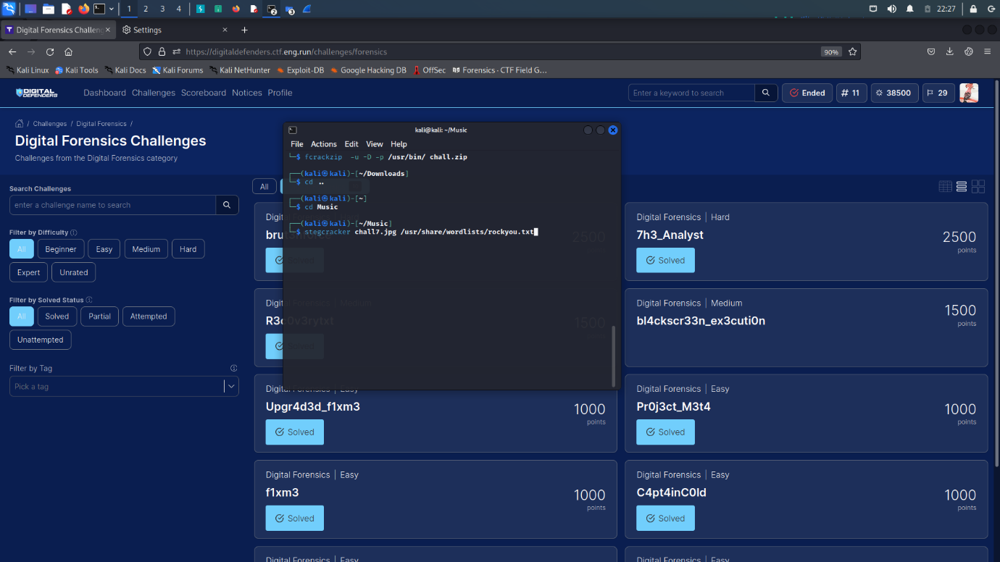 1 2 3 4
2
3
22:27
Digital Forensics Challeng
Settings
https://digitaldefenders.ctf.eng.run/challenges/forensics
90%
Kali Linux Kali Tools Kali Docs Kali Forums Kali NetHunter Exploit-DB Google Hacking DB OffSec Forensics · CTF Field G…
DIGITAL
DEFENDERS
Dashboard Challenges Scoreboard Notices Profile
Enter a keyword to search
Ended
# 11
38500
29
/ Challenges / Digital Forensics /
Digital Forensics Challenges
Challenges from the Digital Forensics category
Search Challenges
enter a challenge name to search
Filter by Difficulty
All Beginner Easy Medium Hard
Expert Unrated
Filter by Solved Status
All Solved Partial Attempted
Unattempted
Filter by Tag
Pick a tag
kali@kali: ~/Music
File Actions Edit View Help
└─$ fcrackzip -u -D -p /usr/bin/ chall.zip
┌──(kali㉿kali)-[~/Downloads]
└─$ cd ..
┌──(kali㉿kali)-[~]
└─$ cd Music
┌──(kali㉿kali)-[~/Music]
└─$ stegcracker chall7.jpg /usr/share/wordlists/rockyou.txt
All
2500
Digital Forensics | Hard
7h3_Analyst
2500
points
Solved
Digital Forensics | Medium
R3c0v3rytxt
1500
Digital Forensics | Medium
bl4ckscr33n_ex3cuti0n
1500
points
Digital Forensics | Easy
Upgr4d3d_f1xm3
1000
points
Solved
Digital Forensics | Easy
Pr0j3ct_M3t4
1000
points
Solved
Digital Forensics | Easy
f1xm3
1000
points
Solved
Digital Forensics | Easy
C4pt4inC0ld
1000
points
Solved
Digital Forensics | Easy
Digital Forensics | Easy